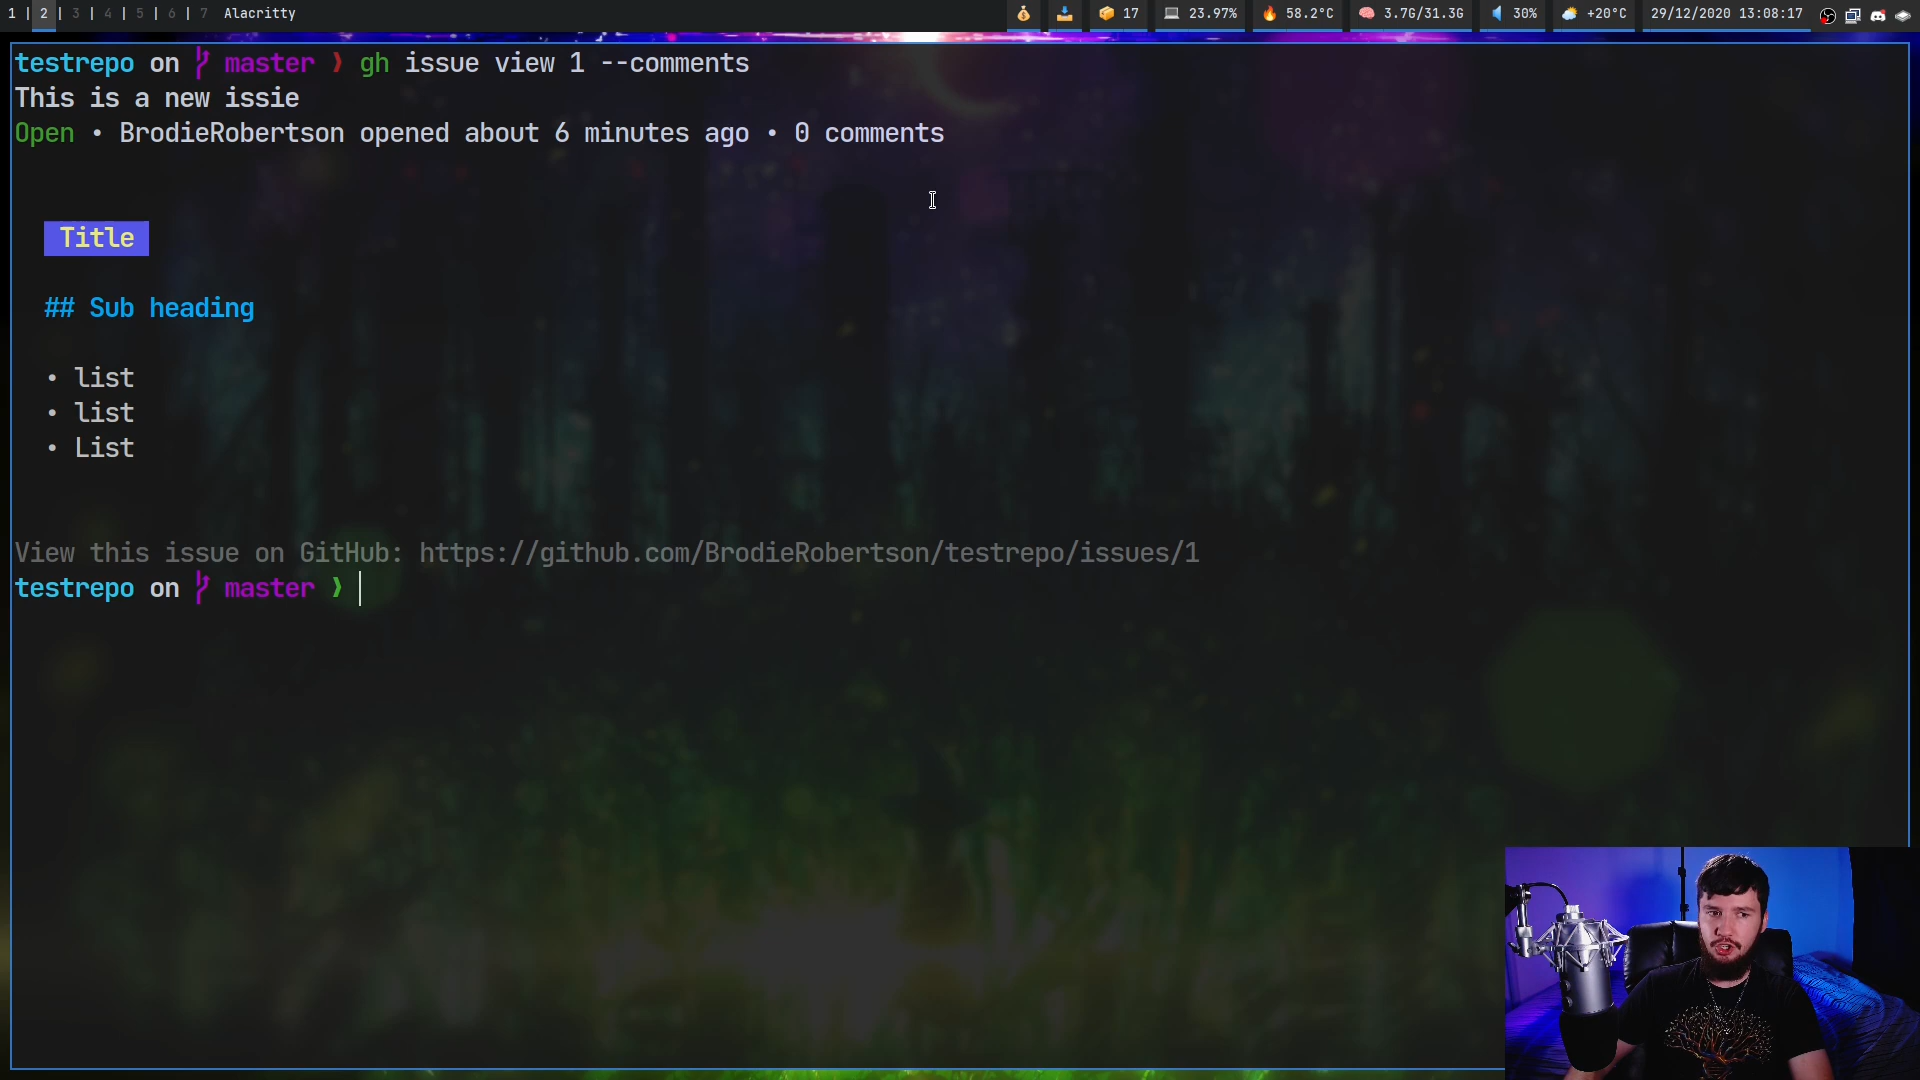 1 | 2 | 3 | 4 | 5 | 6 | 7 Alacritty 17 23.97% 58.2°C 3.7G/31.3G 30% +20°C 29/12/2020 13:08:17
testrepo on master ❯ gh issue view 1 --comments
This is a new issie
Open • BrodieRobertson opened about 6 minutes ago • 0 comments
Title
## Sub heading
• list
• list
• List
View this issue on GitHub: https://github.com/BrodieRobertson/testrepo/issues/1
testrepo on master ❯